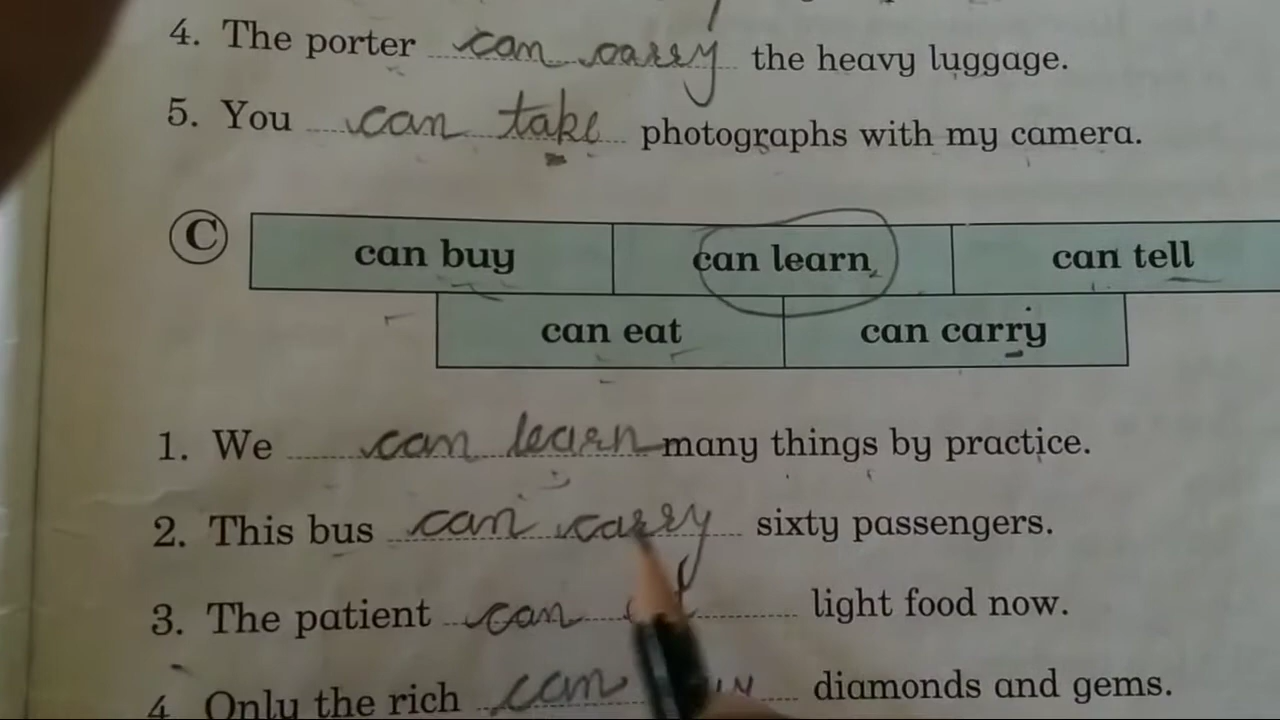 4. The porter can carry the heavy luggage.
5. You can take photographs with my camera.
C can buy can learn can tell
can eat can carry
1. We can learn many things by practice.
2. This bus can carry sixty passengers.
3. The patient can light food now.
4 Only the rich can diamonds and gems.